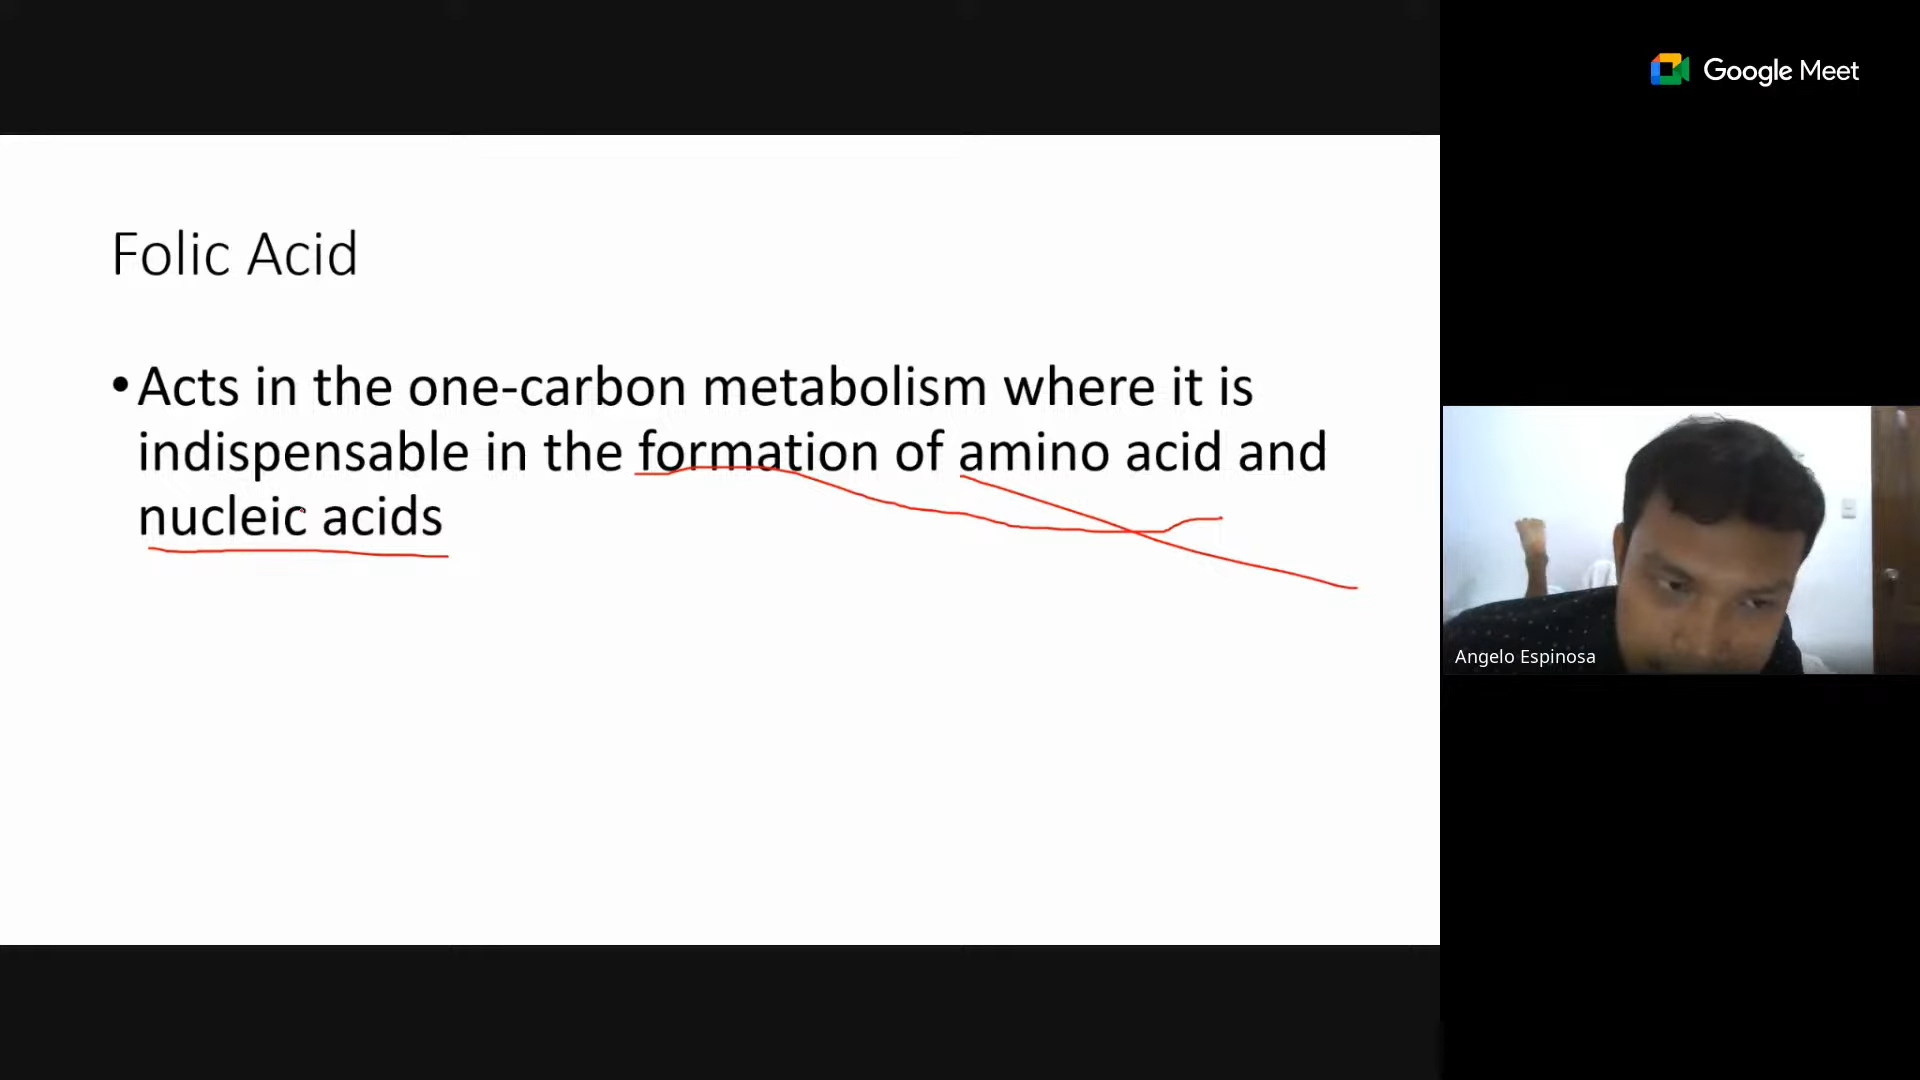 Google Meet
Folic Acid
•Acts in the one-carbon metabolism where it is
indispensable in the formation of amino acid and
nucleic acids
Angelo Espinosa